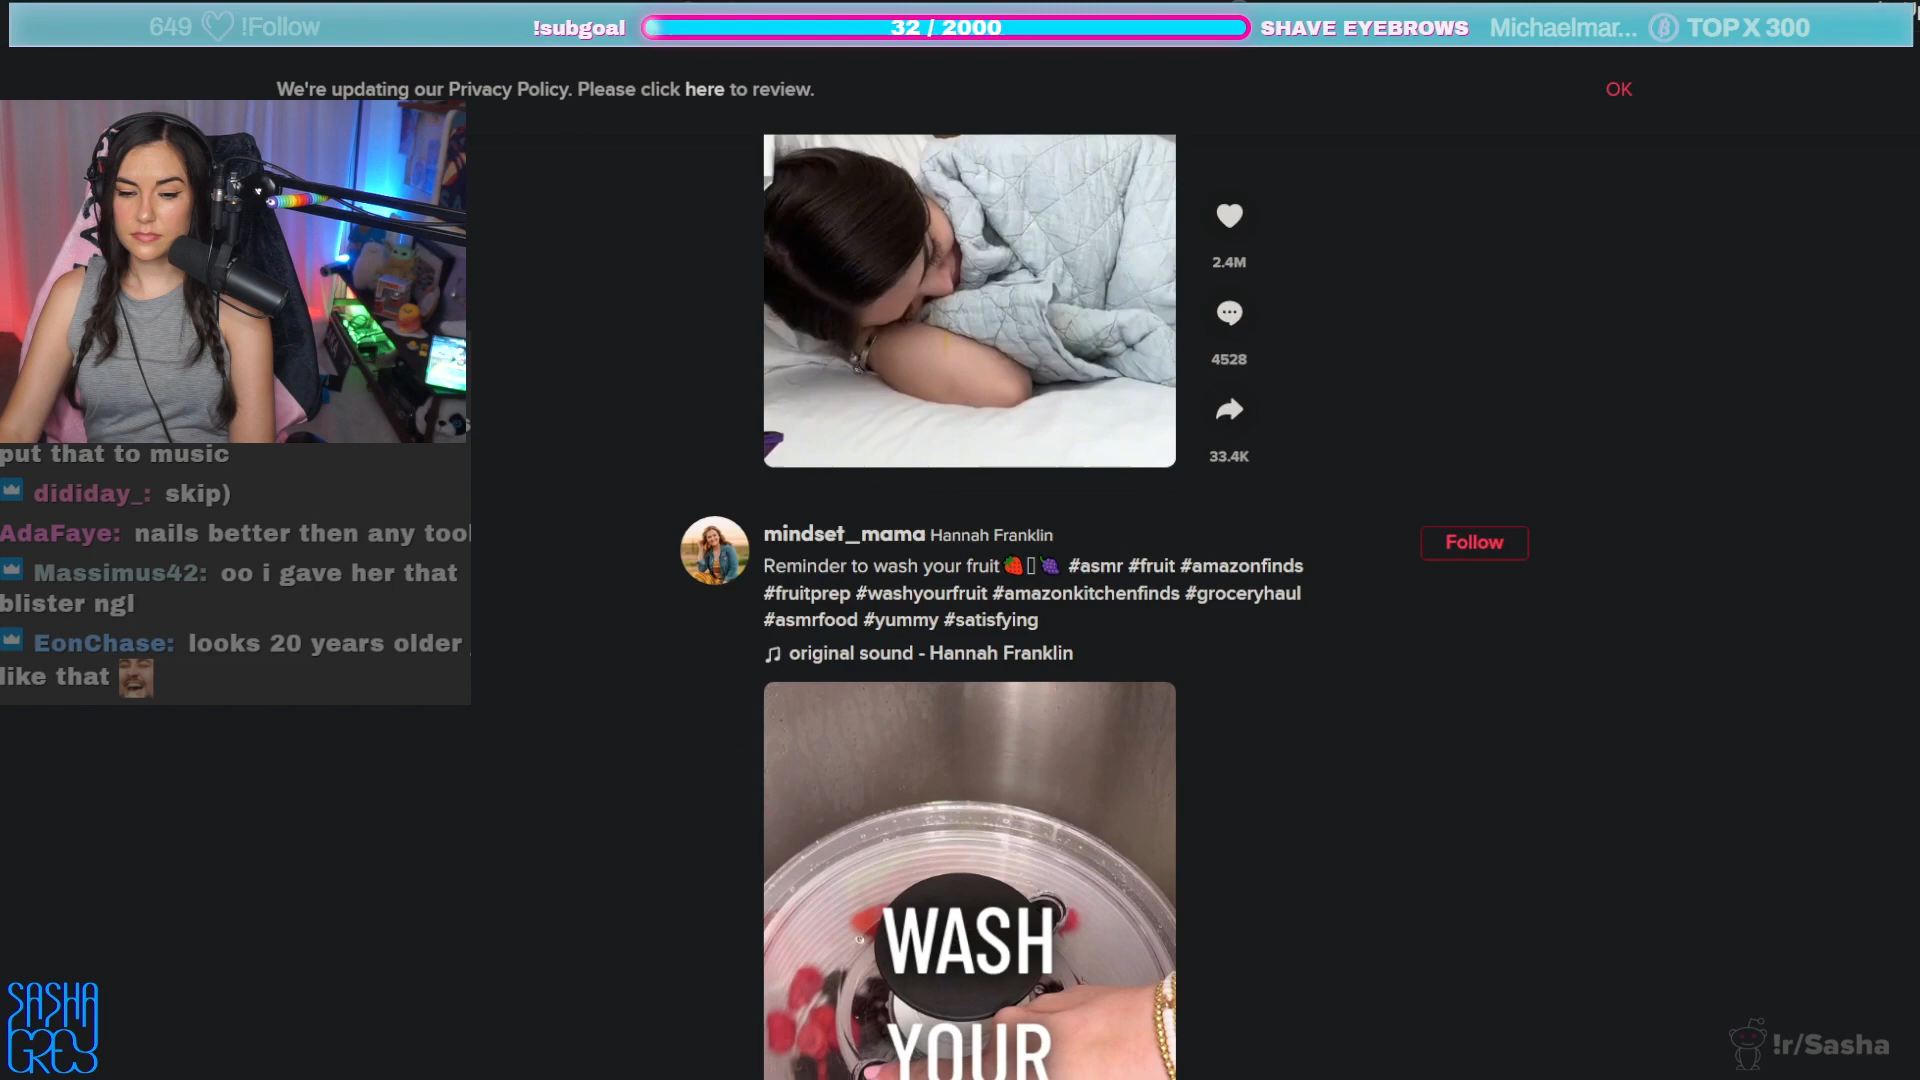 649 !Follow
!subgoal
32 / 2000
SHAVE EYEBROWS
Michaelmar...
TOP X 300
We're updating our Privacy Policy. Please click here to review.
OK
put that to music
dididay_: skip)
AdaFaye: nails better then any tool
Massimus42: oo i gave her that
blister ngl
EonChase: looks 20 years older
like that
2.4M
4528
33.4K
mindset_mama Hannah Franklin
Follow
Reminder to wash your fruit🍓▯🍇 #asmr #fruit #amazonfinds
#fruitprep #washyourfruit #amazonkitchenfinds #groceryhaul
#asmrfood #yummy #satisfying
original sound - Hannah Franklin
WASH
YOUR
SASHA
GREY
!r/Sasha